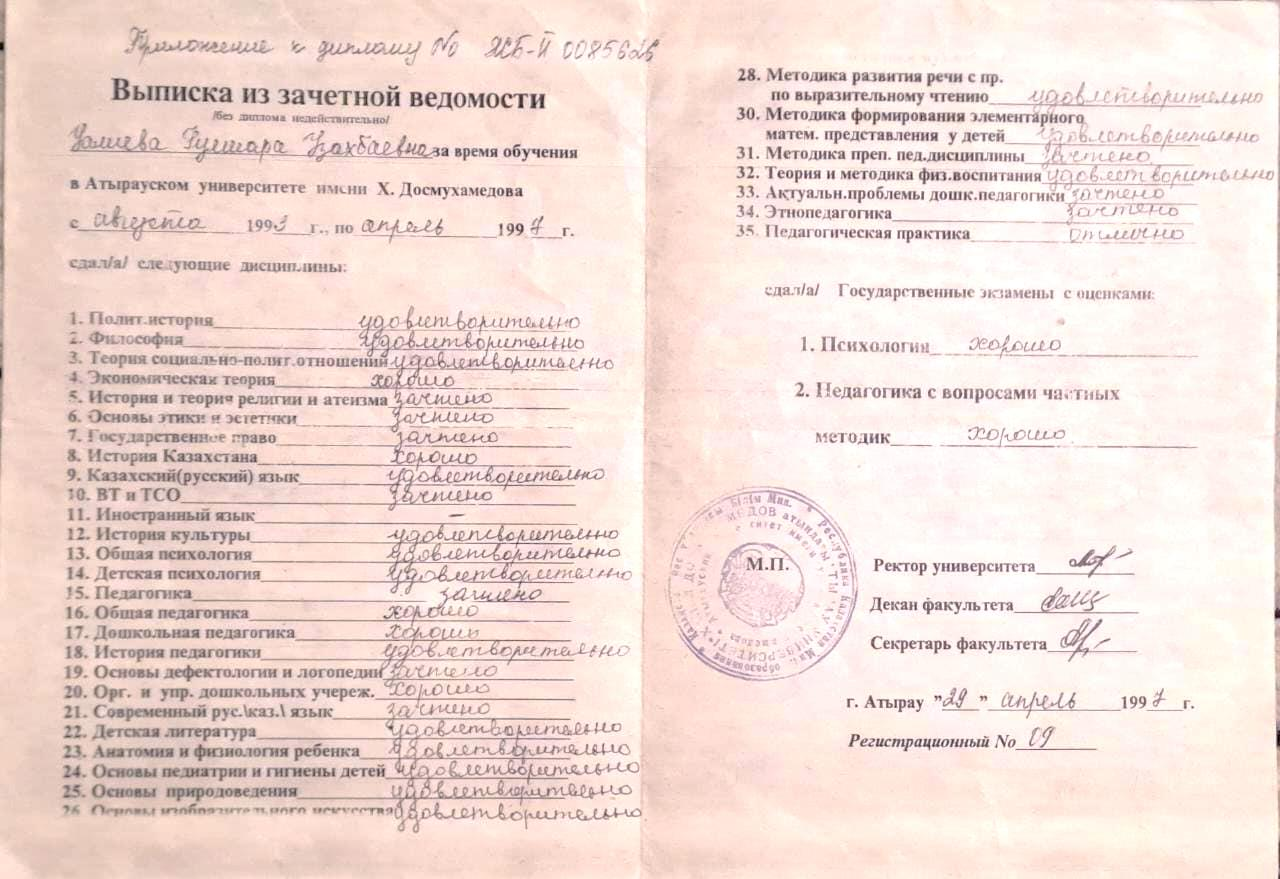 Приложение к диплому № ЖБ-II 0085626
Выписка из зачетной ведомости
/без диплома недействительно/
Уалиева Гулшара за время обучения
в Атырауском университете имени Х. Досмухамедова
с августа 1993 г., по апрель 1997 г.
сдал/а/ следующие дисциплины:
1. Полит.история удовлетворительно
2. Философия удовлетворительно
3. Теория социально-полит.отношений удовлетворительно
4. Экономическая теория хорошо
5. История и теория религии и атеизма зачтено
6. Основы этики и эстетики зачтено
7. Государственное право зачтено
8. История Казахстана хорошо
9. Казахский(русский) язык удовлетворительно
10. ВТ и ТСО зачтено
11. Иностранный язык –
12. История культуры удовлетворительно
13. Общая психология удовлетворительно
14. Детская психология удовлетворительно
15. Педагогика зачтено
16. Общая педагогика хорошо
17. Дошкольная педагогика хорошо
18. История педагогики удовлетворительно
19. Основы дефектологии и логопедии зачтено
20. Орг. и упр. дошкольных учереж. хорошо
21. Современный рус.\каз.\ язык зачтено
22. Детская литература удовлетворительно
23. Анатомия и физиология ребенка удовлетворительно
24. Основы педиатрии и гигиены детей удовлетворительно
25. Основы природоведения удовлетворительно
26. Основы изобразительного искусства удовлетворительно
28. Методика развития речи с пр.
по выразительному чтению удовлетворительно
30. Методика формирования элементарного
матем. представления у детей удовлетворительно
31. Методика преп. пед.дисциплины зачтено
32. Теория и методика физ.воспитания удовлетворительно
33. Ақтуальн.проблемы дошк.педагогики зачтено
34. Этнопедагогика зачтено
35. Педагогическая практика отлично
сдал/а/ Государственные экзамены с оценками:
1. Психология хорошо
2. Педагогика с вопросами частных
методик хорошо
М.П.
Ректор университета
Декан факультета
Секретарь факультета
г. Атырау "29" апрель 1997 г.
Регистрационный No 09